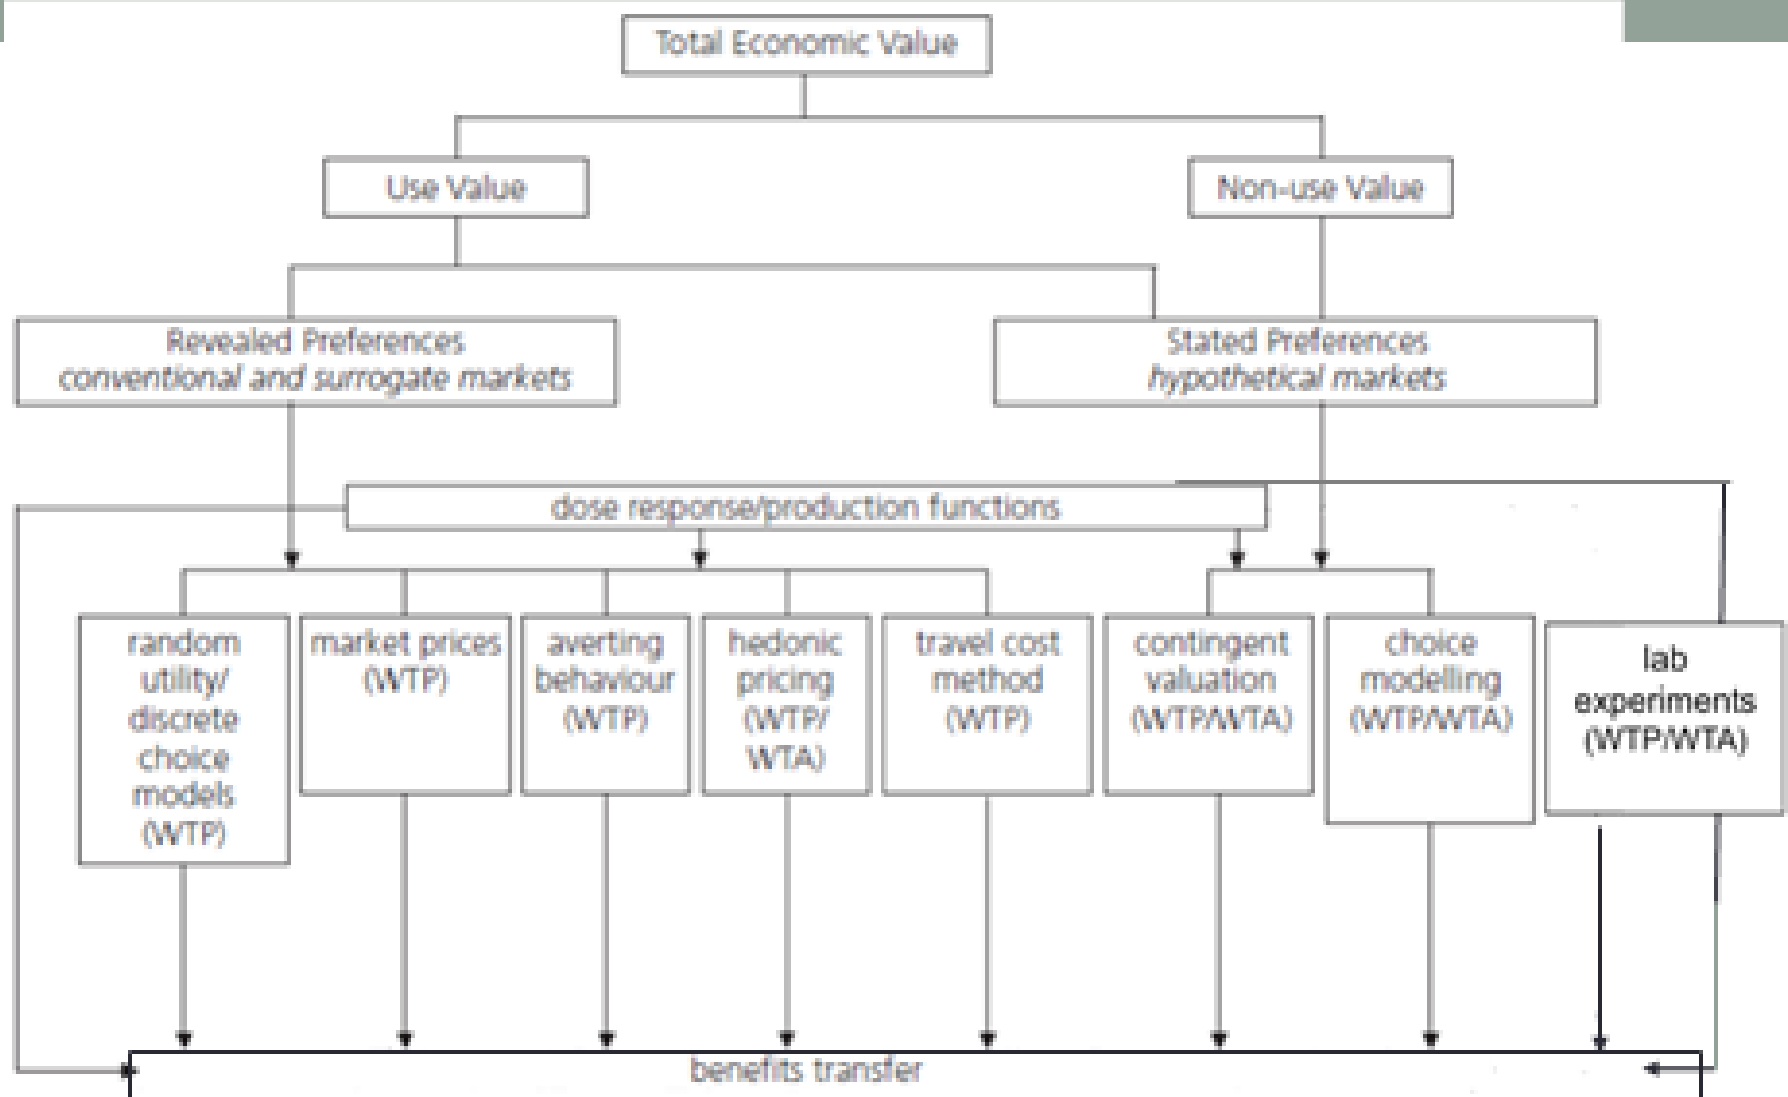 Total Economic Value
Use Value
Non-use Value
Revealed Preferences
conventional and surrogate markets
Stated Preferences
hypothetical markets
dose response/production functions
random
utility/
discrete
choice
models
(WTP)
market prices
(WTP)
averting
behaviour
(WTP)
hedonic
pricing
(WTP/
WTA)
travel cost
method
(WTP)
contingent
valuation
(WTP/WTA)
choice
modelling
(WTP/WTA)
lab
experiments
(WTP/WTA)
benefits transfer